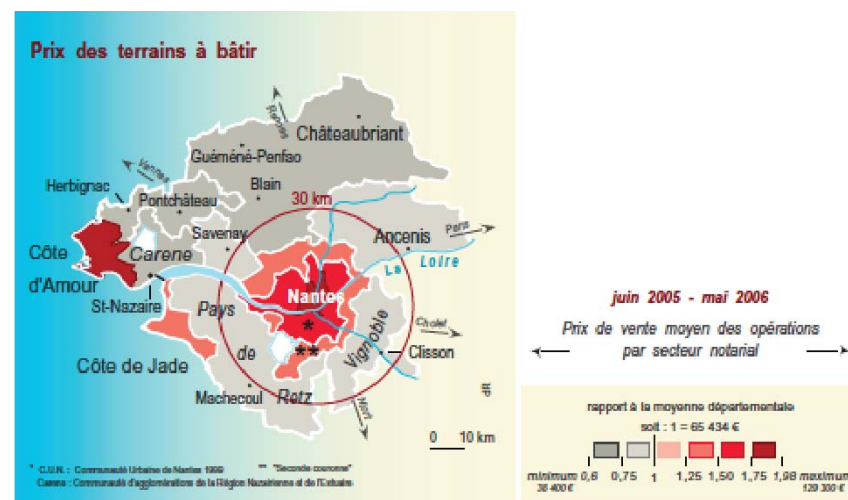 Prix des terrains à bâtir
Rennes
Châteaubriant
Guéméné-Penfao
Vannes
Herbignac
Blain
Pontchâteau
30 km
Savenay
Ancenis
Paris
Côte
d'Amour
Carene
La Loire
St-Nazaire
Pays
Nantes
*
Cholet
de
**
Vignoble
Clisson
Côte de Jade
Machecoul
Retz
Niort
0 10 km
* C.U.N. : Communauté Urbaine de Nantes 1999 ** "Seconde couronne"
Carene : Communauté d'agglomérations de la Région Nazairienne et de l'Estuaire
juin 2005 - mai 2006
Prix de vente moyen des opérations
par secteur notarial
rapport à la moyenne départementale
soit : 1 = 65 434 €
minimum 0,6 0,75 1 1,25 1,50 1,75 1,98 maximum
38 400 € 129 300 €